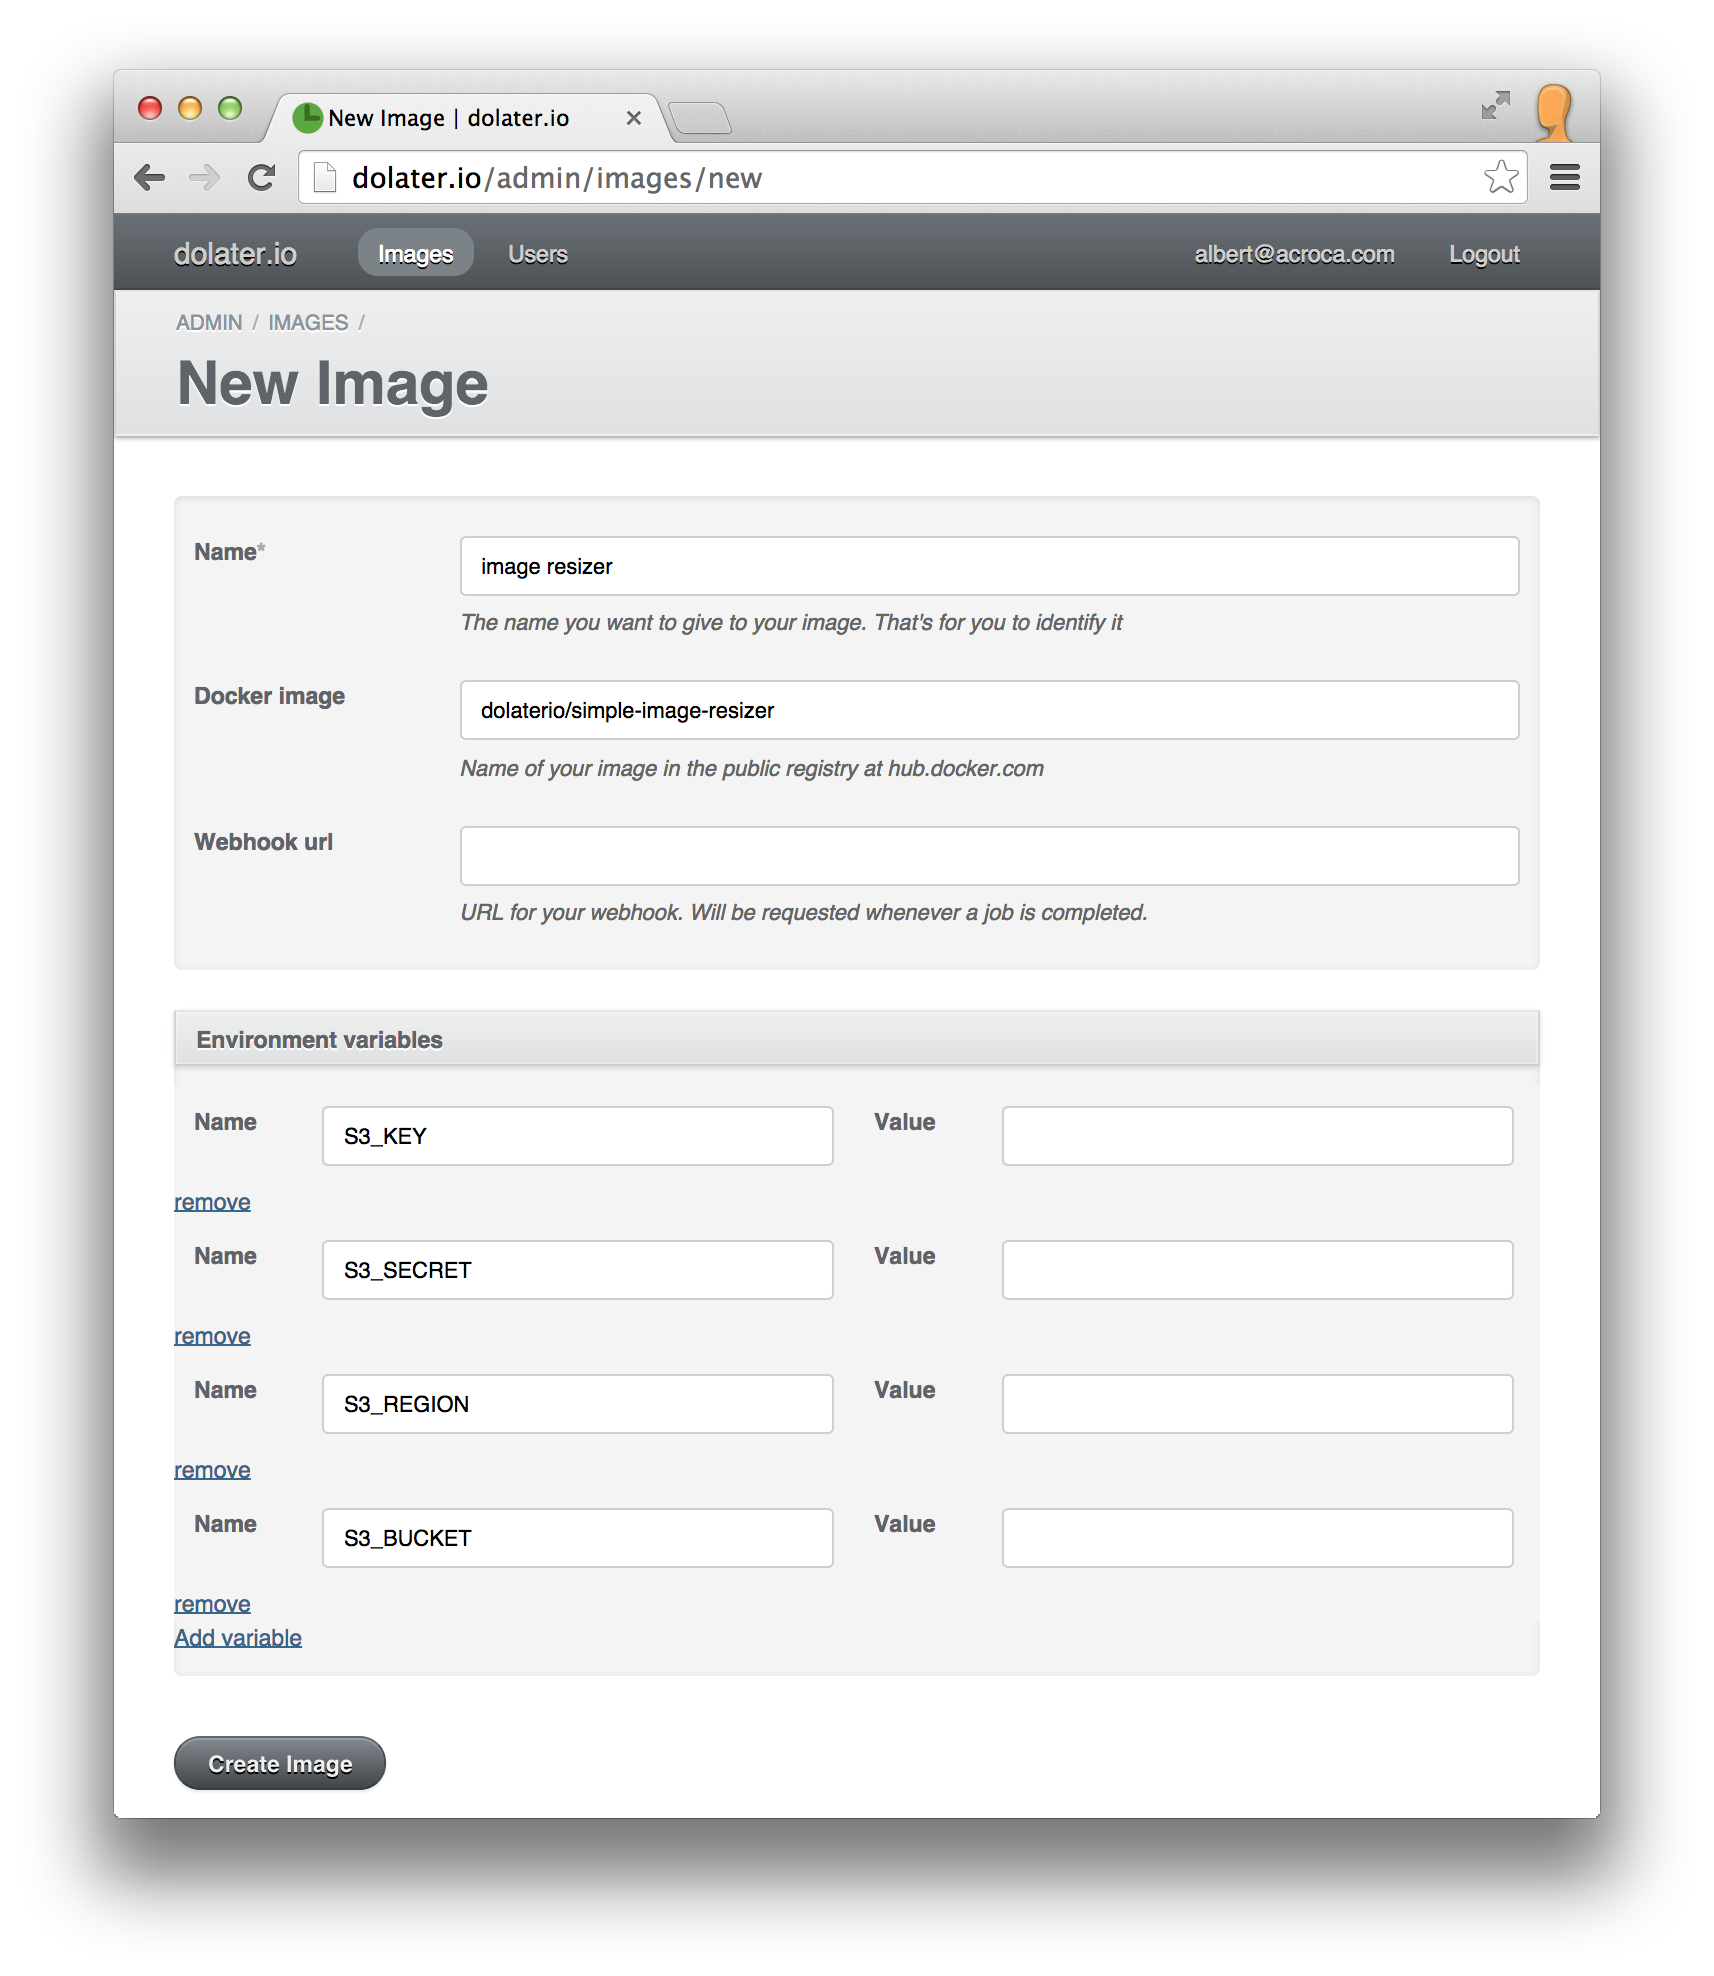 New Image | dolater.io
dolater.io/admin/images/new
dolater.io Images Users albert@acroca.com Logout
ADMIN / IMAGES /
New Image
Name* image resizer
The name you want to give to your image. That's for you to identify it
Docker image dolaterio/simple-image-resizer
Name of your image in the public registry at hub.docker.com
Webhook url
URL for your webhook. Will be requested whenever a job is completed.
Environment variables
Name S3_KEY Value
remove
Name S3_SECRET Value
remove
Name S3_REGION Value
remove
Name S3_BUCKET Value
remove
Add variable
Create Image